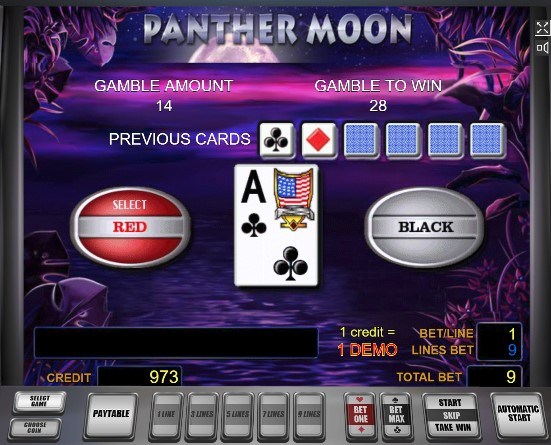 PANTHER MOON
GAMBLE AMOUNT
14
GAMBLE TO WIN
28
PREVIOUS CARDS
SELECT
RED
A
BLACK
1 credit =
1 DEMO
BET/LINE
1
LINES BET
9
CREDIT
973
TOTAL BET
9
SELECT
GAME
CHOOSE
COIN
PAYTABLE
1 LINE
3 LINES
5 LINES
7 LINES
9 LINES
BET
ONE
BET
MAX
START
SKIP
TAKE WIN
AUTOMATIC
START